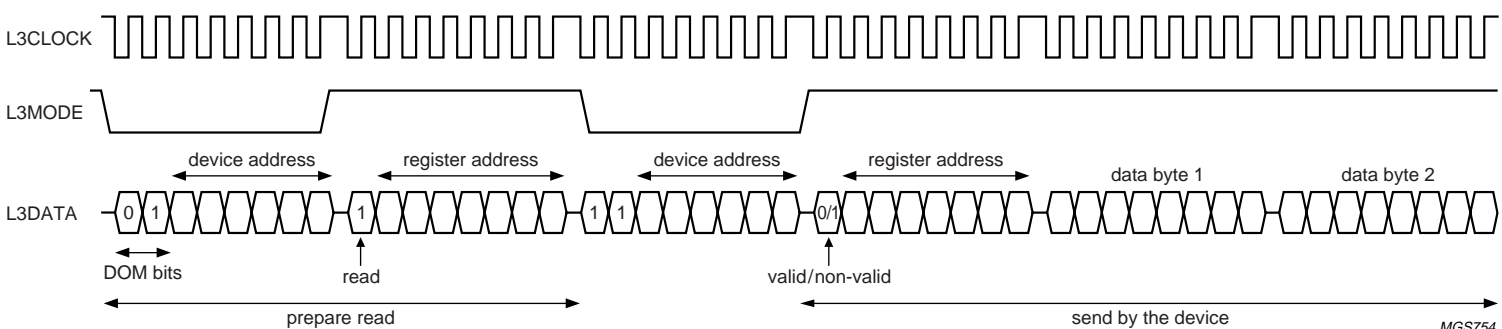 L3CLOCK
L3MODE
device address register address device address register address data byte 1 data byte 2
L3DATA 0 1 1 1 1 0/1
DOM bits read valid/non-valid
prepare read send by the device
MGS754